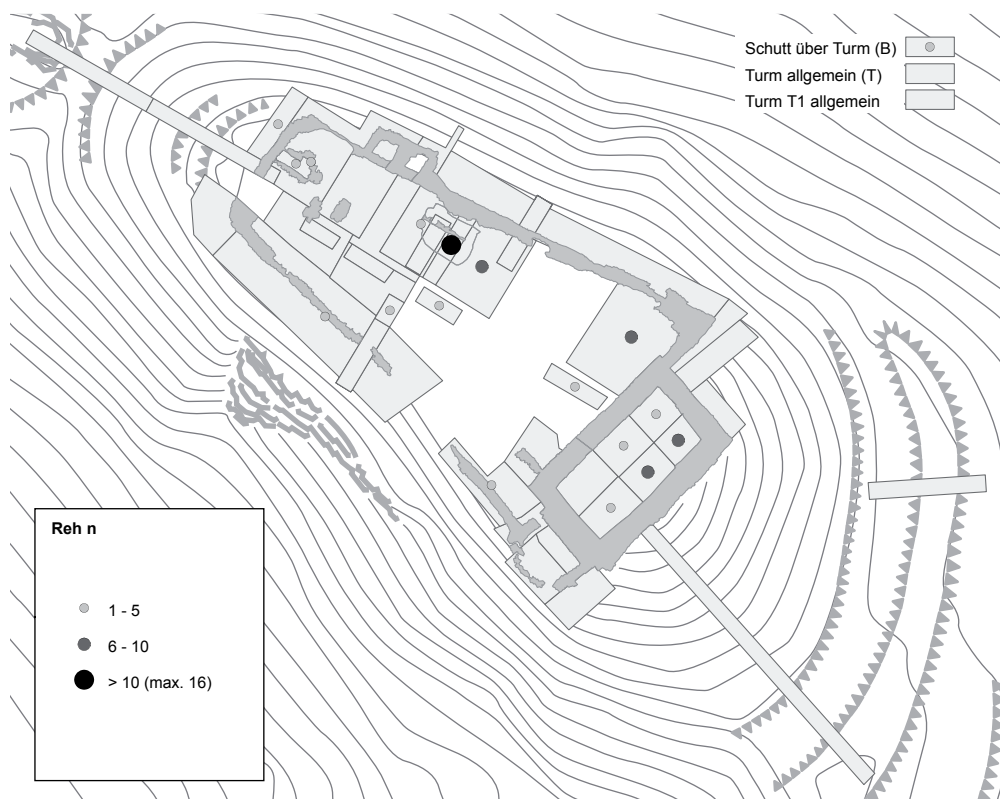 Schutt über Turm (B)
Turm allgemein (T)
Turm T1 allgemein
Reh n
1 - 5
6 - 10
> 10 (max. 16)